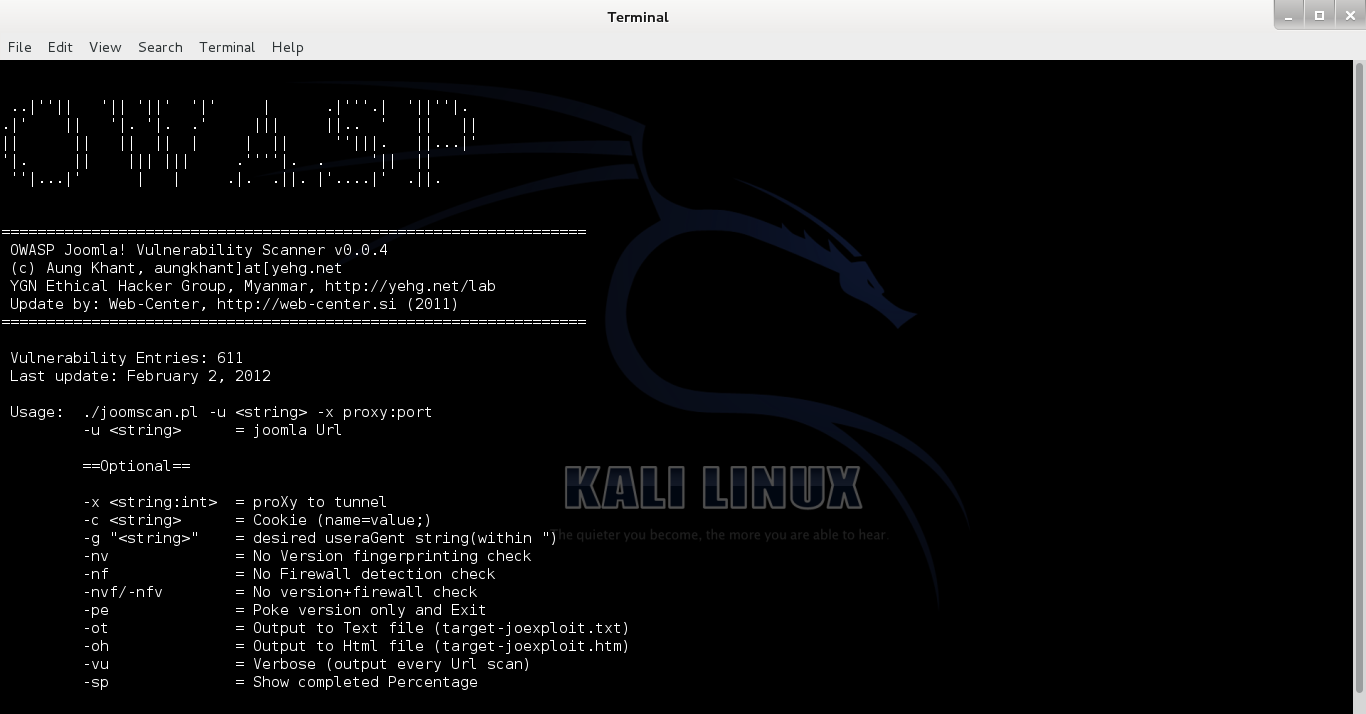 Terminal
File Edit View Search Terminal Help
OWASP
=================================================================
OWASP Joomla! Vulnerability Scanner v0.0.4
(c) Aung Khant, aungkhant]at[yehg.net
YGN Ethical Hacker Group, Myanmar, http://yehg.net/lab
Update by: Web-Center, http://web-center.si (2011)
=================================================================
Vulnerability Entries: 611
Last update: February 2, 2012
Usage:  ./joomscan.pl -u <string> -x proxy:port
-u <string>      = joomla Url
==Optional==
-x <string:int>  = proXy to tunnel
-c <string>      = Cookie (name=value;)
-g "<string>"    = desired useraGent string(within ")
-nv              = No Version fingerprinting check
-nf              = No Firewall detection check
-nvf/-nfv        = No version+firewall check
-pe              = Poke version only and Exit
-ot              = Output to Text file (target-joexploit.txt)
-oh              = Output to Html file (target-joexploit.htm)
-vu              = Verbose (output every Url scan)
-sp              = Show completed Percentage
KALI LINUX
The quieter you become, the more you are able to hear.